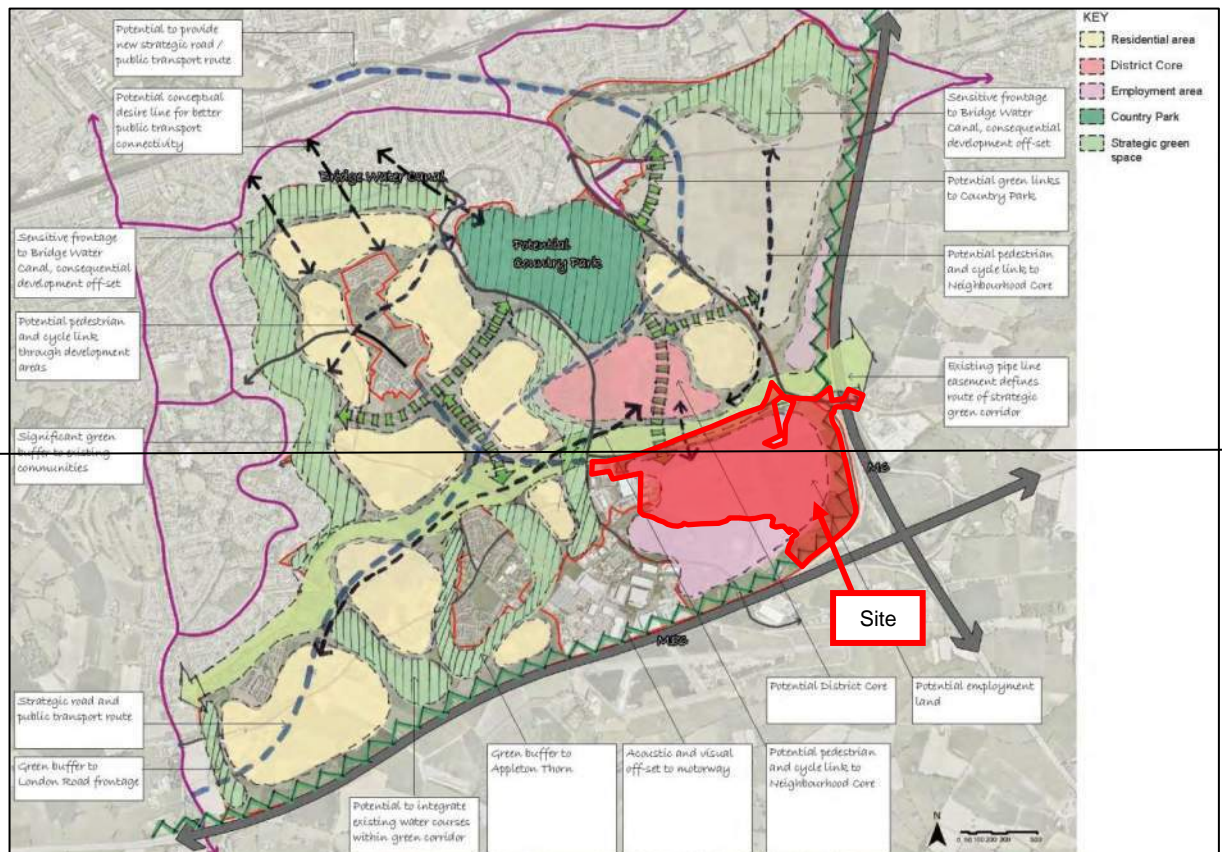 Potential to provide
new strategic road /
public transport route
Potential conceptual
desire line for better
public transport
connectivity
Sensitive frontage
to Bridge Water
Canal, consequential
development off-set
Potential pedestrian
and cycle link
through development
areas
Significant green
buffer to existing
communities
Strategic road and
public transport route
Green buffer to
London Road frontage
Bridge Water Canal
Potential
Country Park
KEY
Residential area
District Core
Employment area
Country Park
Strategic green
space
Sensitive frontage
to Bridge Water
Canal, consequential
development off-set
Potential green links
to Country Park
Potential pedestrian
and cycle link to
Neighbourhood Core
Existing pipe line
easement defines
route of strategic
green corridor
M6
M56
Site
Potential District Core
Potential employment
land
Potential to integrate
existing water courses
within green corridor
Green buffer to
Appleton Thorn
Acoustic and visual
off-set to motorway
Potential pedestrian
and cycle link to
Neighbourhood Core
N
0 50 100 200 300 500